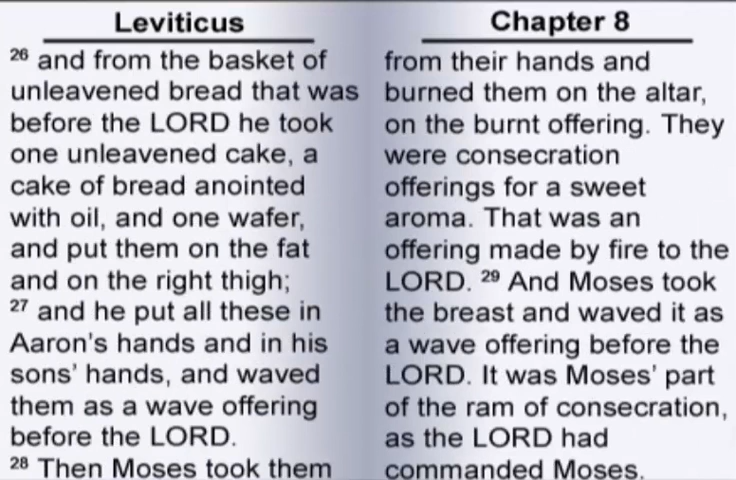 Leviticus
²⁶ and from the basket of
unleavened bread that was
before the LORD he took
one unleavened cake, a
cake of bread anointed
with oil, and one wafer,
and put them on the fat
and on the right thigh;
²⁷ and he put all these in
Aaron's hands and in his
sons' hands, and waved
them as a wave offering
before the LORD.
²⁸ Then Moses took them
Chapter 8
from their hands and
burned them on the altar,
on the burnt offering. They
were consecration
offerings for a sweet
aroma. That was an
offering made by fire to the
LORD. ²⁹ And Moses took
the breast and waved it as
a wave offering before the
LORD. It was Moses' part
of the ram of consecration,
as the LORD had
commanded Moses.